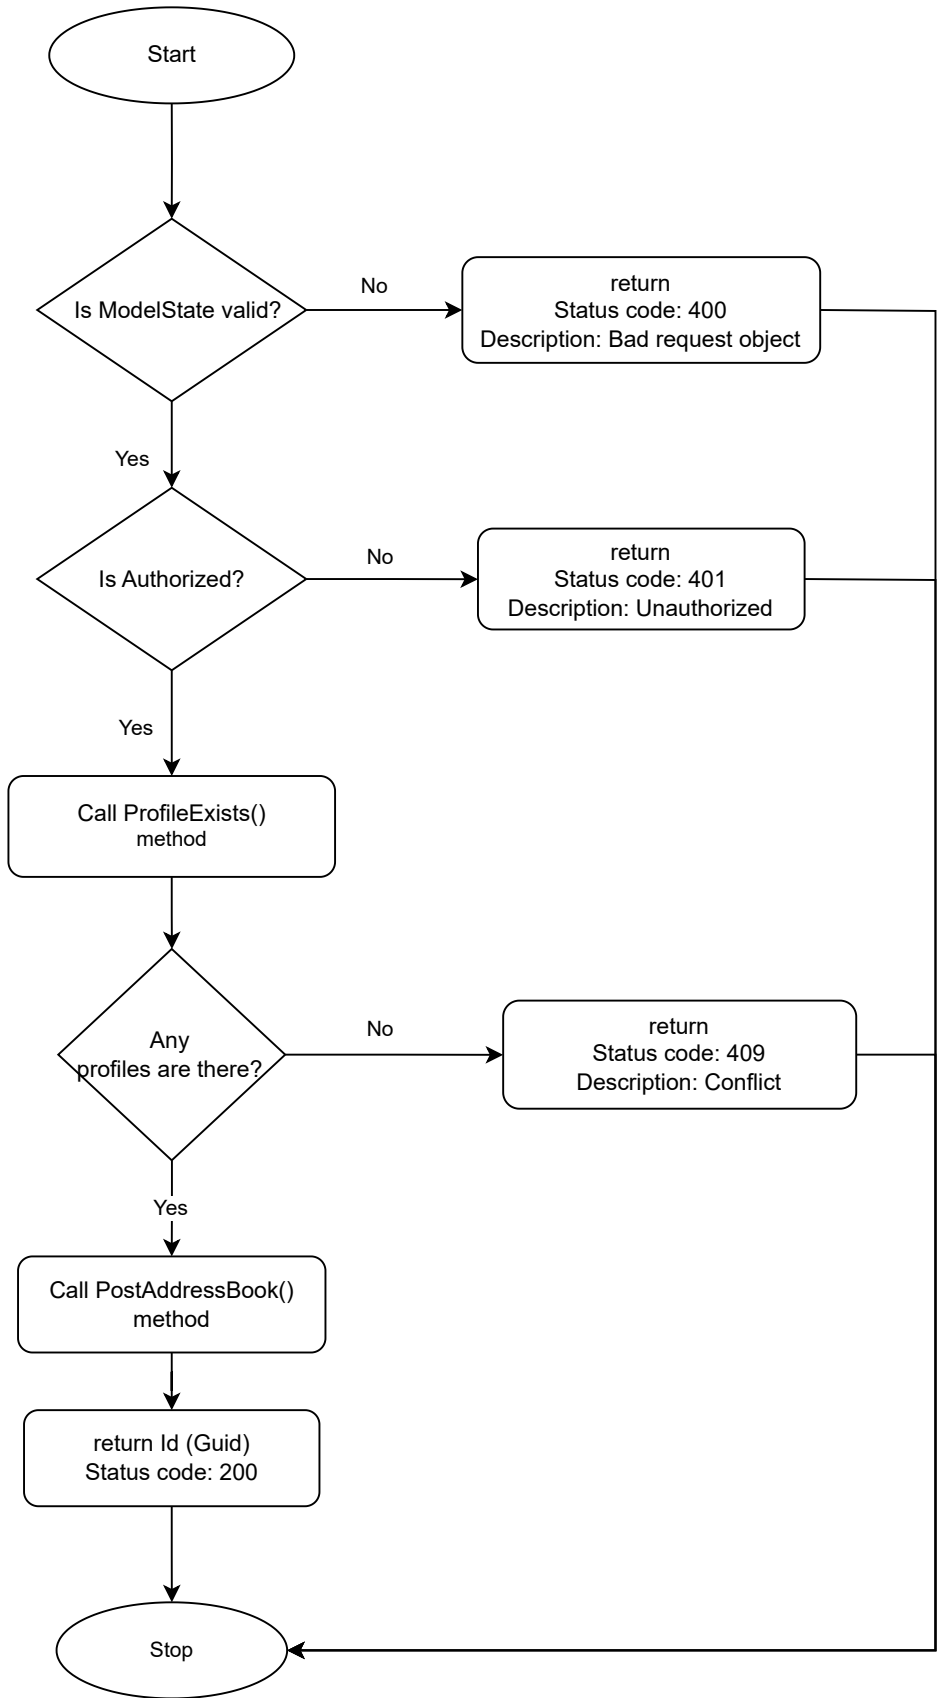 Start
Is ModelState valid?
No
return
Status code: 400
Description: Bad request object
Yes
Is Authorized?
No
return
Status code: 401
Description: Unauthorized
Yes
Call ProfileExists()
method
Any
profiles are there?
No
return
Status code: 409
Description: Conflict
Yes
Call PostAddressBook()
method
return Id (Guid)
Status code: 200
Stop